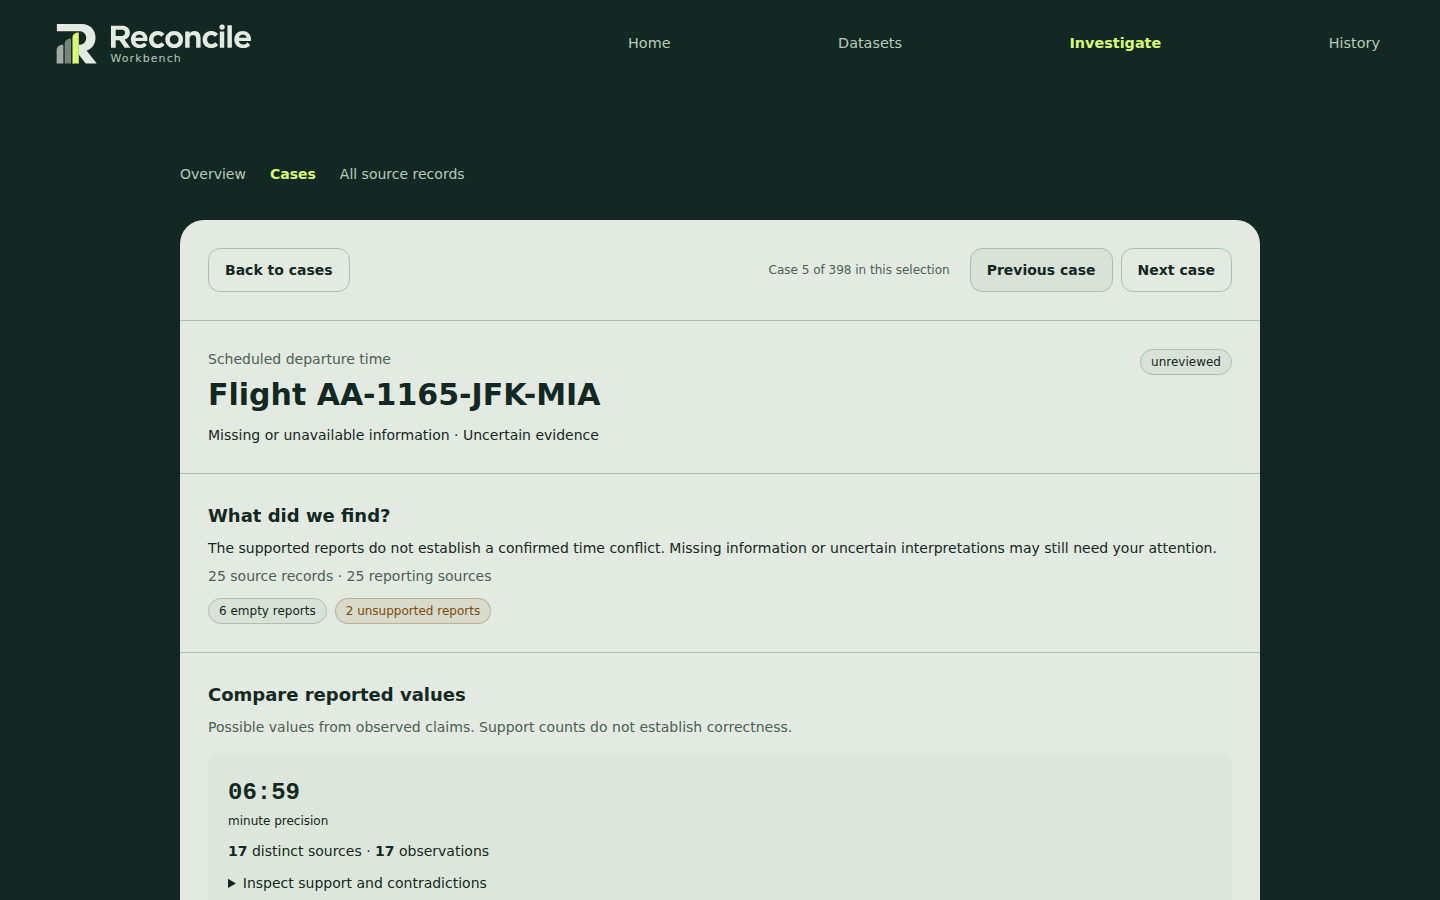 Reconcile
Workbench
Home
Datasets
Investigate
History
Overview
Cases
All source records
Back to cases
Case 5 of 398 in this selection
Previous case
Next case
Scheduled departure time
unreviewed
Flight AA-1165-JFK-MIA
Missing or unavailable information · Uncertain evidence
What did we find?
The supported reports do not establish a confirmed time conflict. Missing information or uncertain interpretations may still need your attention.
25 source records · 25 reporting sources
6 empty reports
2 unsupported reports
Compare reported values
Possible values from observed claims. Support counts do not establish correctness.
06:59
minute precision
17 distinct sources · 17 observations
Inspect support and contradictions